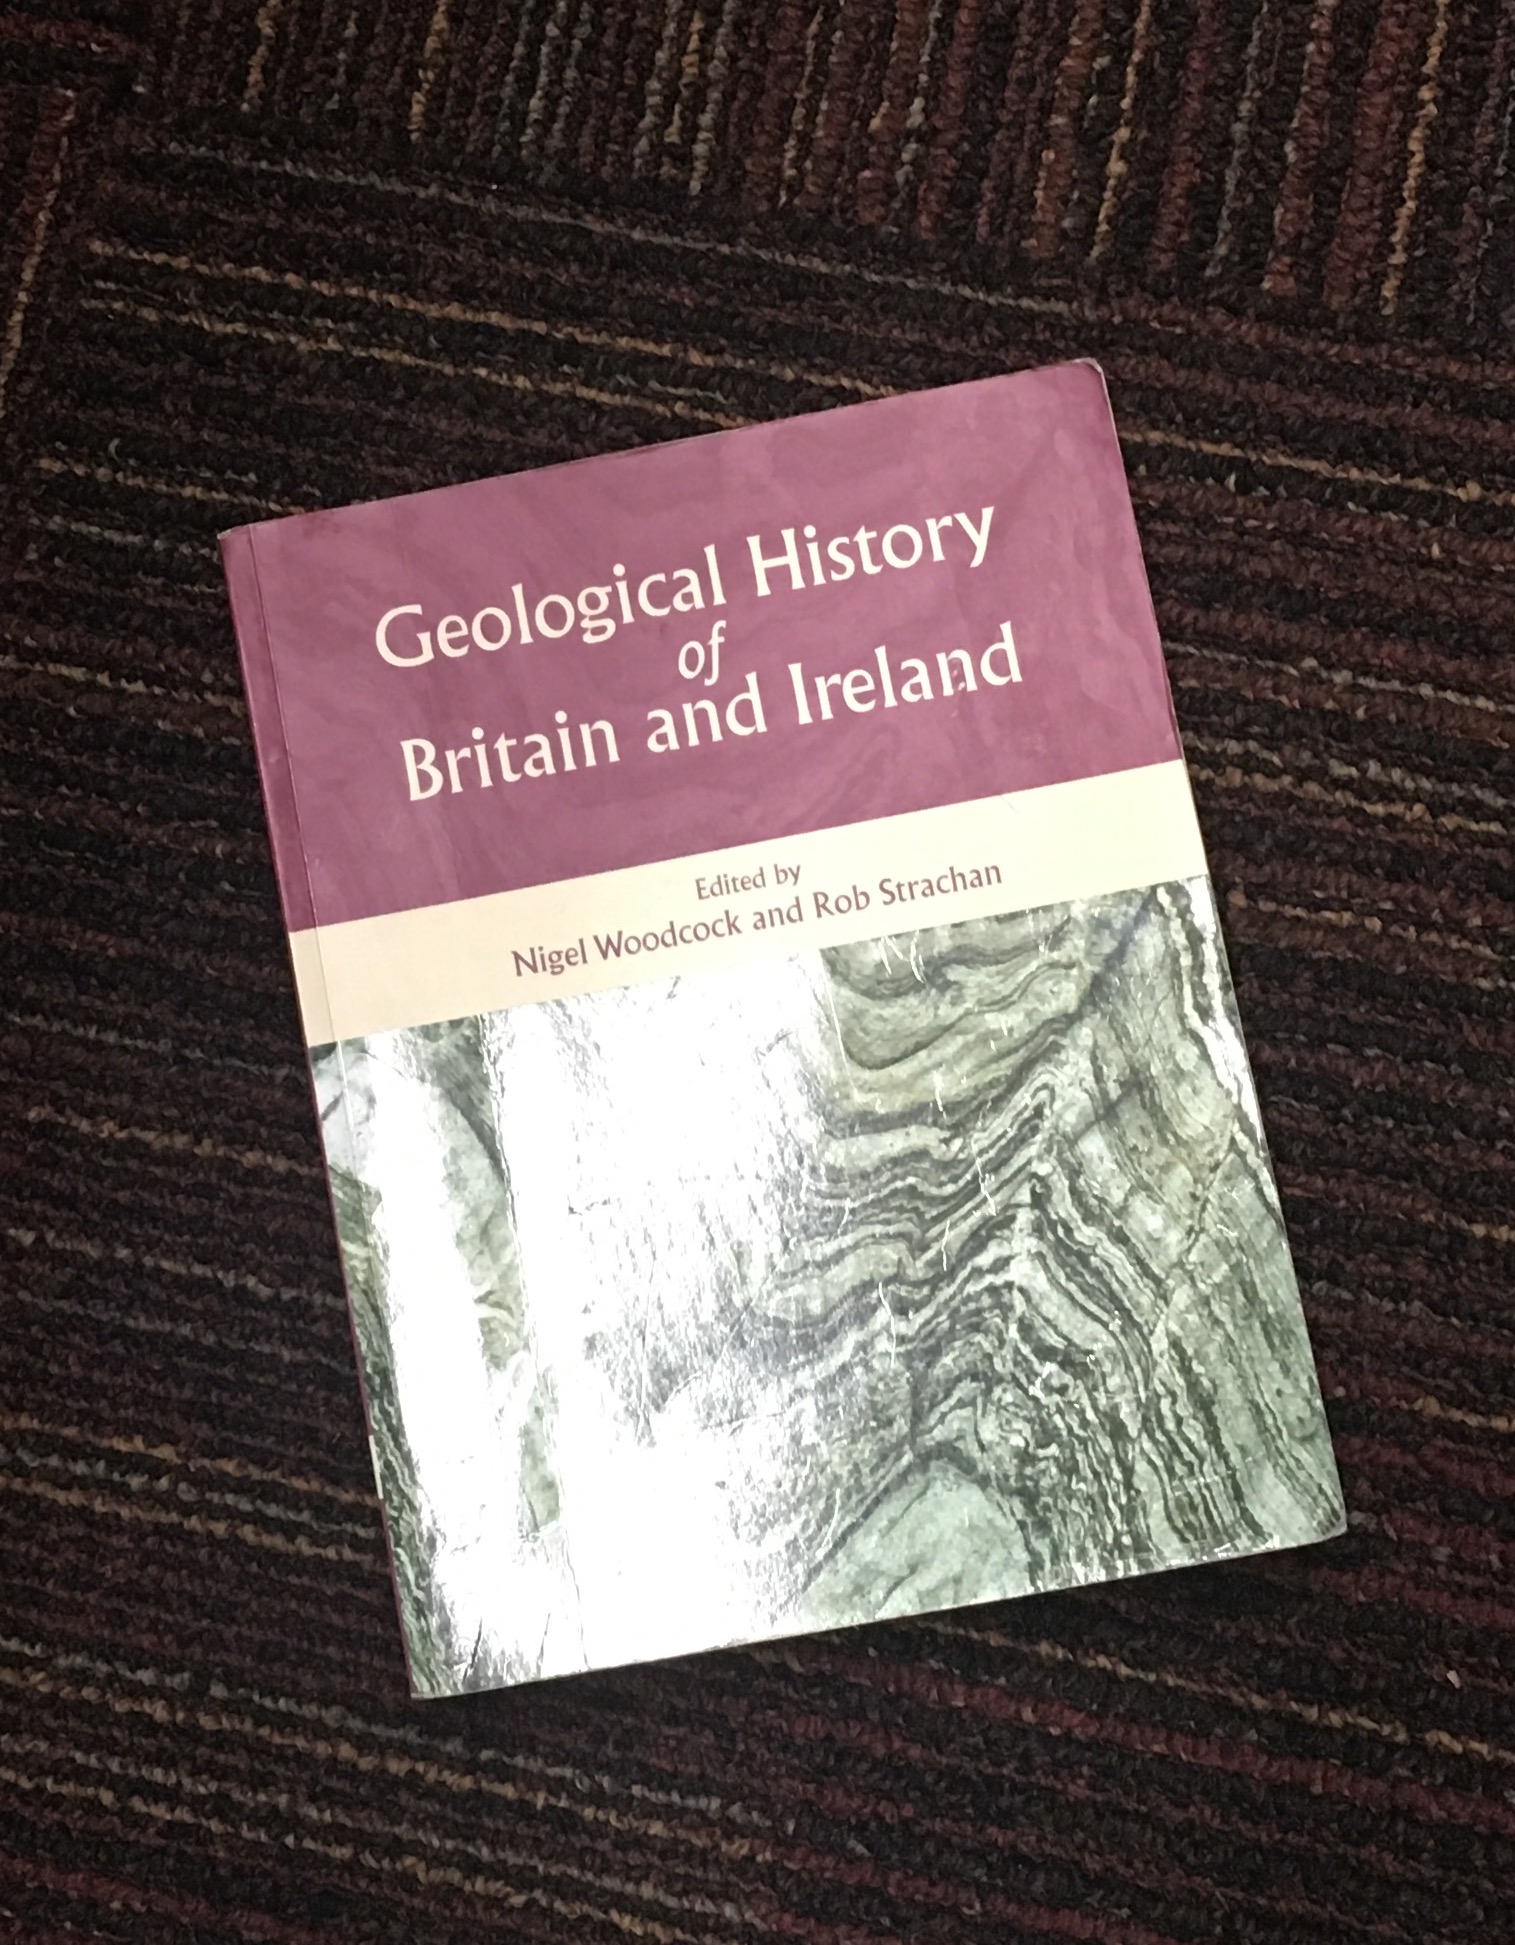 Geological History
of
Britain and Ireland
Edited by
Nigel Woodcock and Rob Strachan